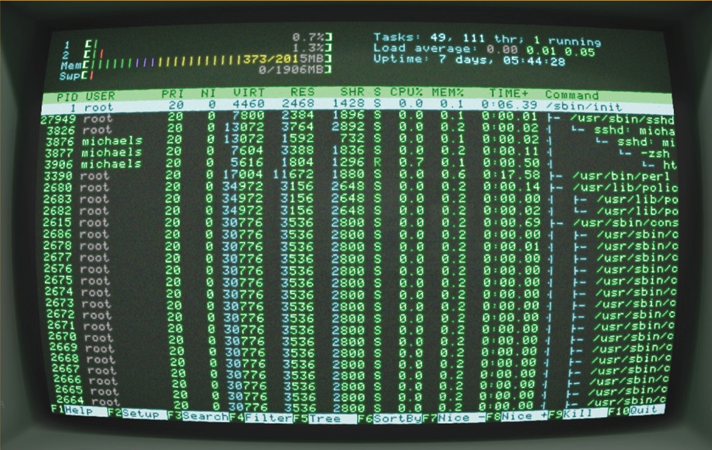 1 [| 0.7%] Tasks: 49, 111 thr; 1 running
2 [|| 1.3%] Load average: 0.00 0.01 0.05
Mem[||||||||||||||||||||||||373/2015MB] Uptime: 7 days, 05:44:28
Swp[| 0/1906MB]
PID USER PRI NI VIRT RES SHR S CPU% MEM% TIME+ Command
1 root 20 0 4460 2468 1428 S 0.0 0.1 0:06.39 /sbin/init
27949 root 20 0 7800 2384 1896 S 0.0 0.1 0:00.01 ├─ /usr/sbin/sshd
3826 root 20 0 13072 3764 2892 S 0.0 0.2 0:00.02 │ └─ sshd: micha
3876 michaels 20 0 13072 1592 732 S 0.0 0.1 0:00.02 │ └─ sshd: mi
3877 michaels 20 0 7604 3388 1836 S 0.0 0.2 0:00.11 │ └─ -zsh
3906 michaels 20 0 5616 1804 1296 R 0.7 0.1 0:00.50 │ └─ ht
3390 root 20 0 17004 11672 1880 S 0.0 0.6 0:17.58 ├─ /usr/bin/perl
2680 root 20 0 34972 3156 2648 S 0.0 0.2 0:00.14 ├─ /usr/lib/polic
2683 root 20 0 34972 3156 2648 S 0.0 0.2 0:00.00 │ ├─ /usr/lib/po
2682 root 20 0 34972 3156 2648 S 0.0 0.2 0:00.02 │ └─ /usr/lib/po
2615 root 20 0 30776 3536 2800 S 0.0 0.2 0:00.69 ├─ /usr/sbin/cons
2686 root 20 0 30776 3536 2800 S 0.0 0.2 0:00.00 │ ├─ /usr/sbin/c
2678 root 20 0 30776 3536 2800 S 0.0 0.2 0:00.01 │ ├─ /usr/sbin/c
2677 root 20 0 30776 3536 2800 S 0.0 0.2 0:00.00 │ ├─ /usr/sbin/c
2676 root 20 0 30776 3536 2800 S 0.0 0.2 0:00.00 │ ├─ /usr/sbin/c
2675 root 20 0 30776 3536 2800 S 0.0 0.2 0:00.00 │ ├─ /usr/sbin/c
2674 root 20 0 30776 3536 2800 S 0.0 0.2 0:00.00 │ ├─ /usr/sbin/c
2673 root 20 0 30776 3536 2800 S 0.0 0.2 0:00.00 │ ├─ /usr/sbin/c
2672 root 20 0 30776 3536 2800 S 0.0 0.2 0:00.00 │ ├─ /usr/sbin/c
2671 root 20 0 30776 3536 2800 S 0.0 0.2 0:00.00 │ ├─ /usr/sbin/c
2670 root 20 0 30776 3536 2800 S 0.0 0.2 0:00.00 │ ├─ /usr/sbin/c
2669 root 20 0 30776 3536 2800 S 0.0 0.2 0:00.00 │ ├─ /usr/sbin/c
2668 root 20 0 30776 3536 2800 S 0.0 0.2 0:00.00 │ ├─ /usr/sbin/c
2667 root 20 0 30776 3536 2800 S 0.0 0.2 0:00.00 │ ├─ /usr/sbin/c
2666 root 20 0 30776 3536 2800 S 0.0 0.2 0:00.00 │ ├─ /usr/sbin/c
2665 root 20 0 30776 3536 2800 S 0.0 0.2 0:00.00 │ ├─ /usr/sbin/c
2664 root 20 0 30776 3536 2800 S 0.0 0.2 0:00.00 │ ├─ /usr/sbin/c
F1Help F2Setup F3SearchF4FilterF5Tree F6SortByF7Nice -F8Nice +F9Kill F10Quit